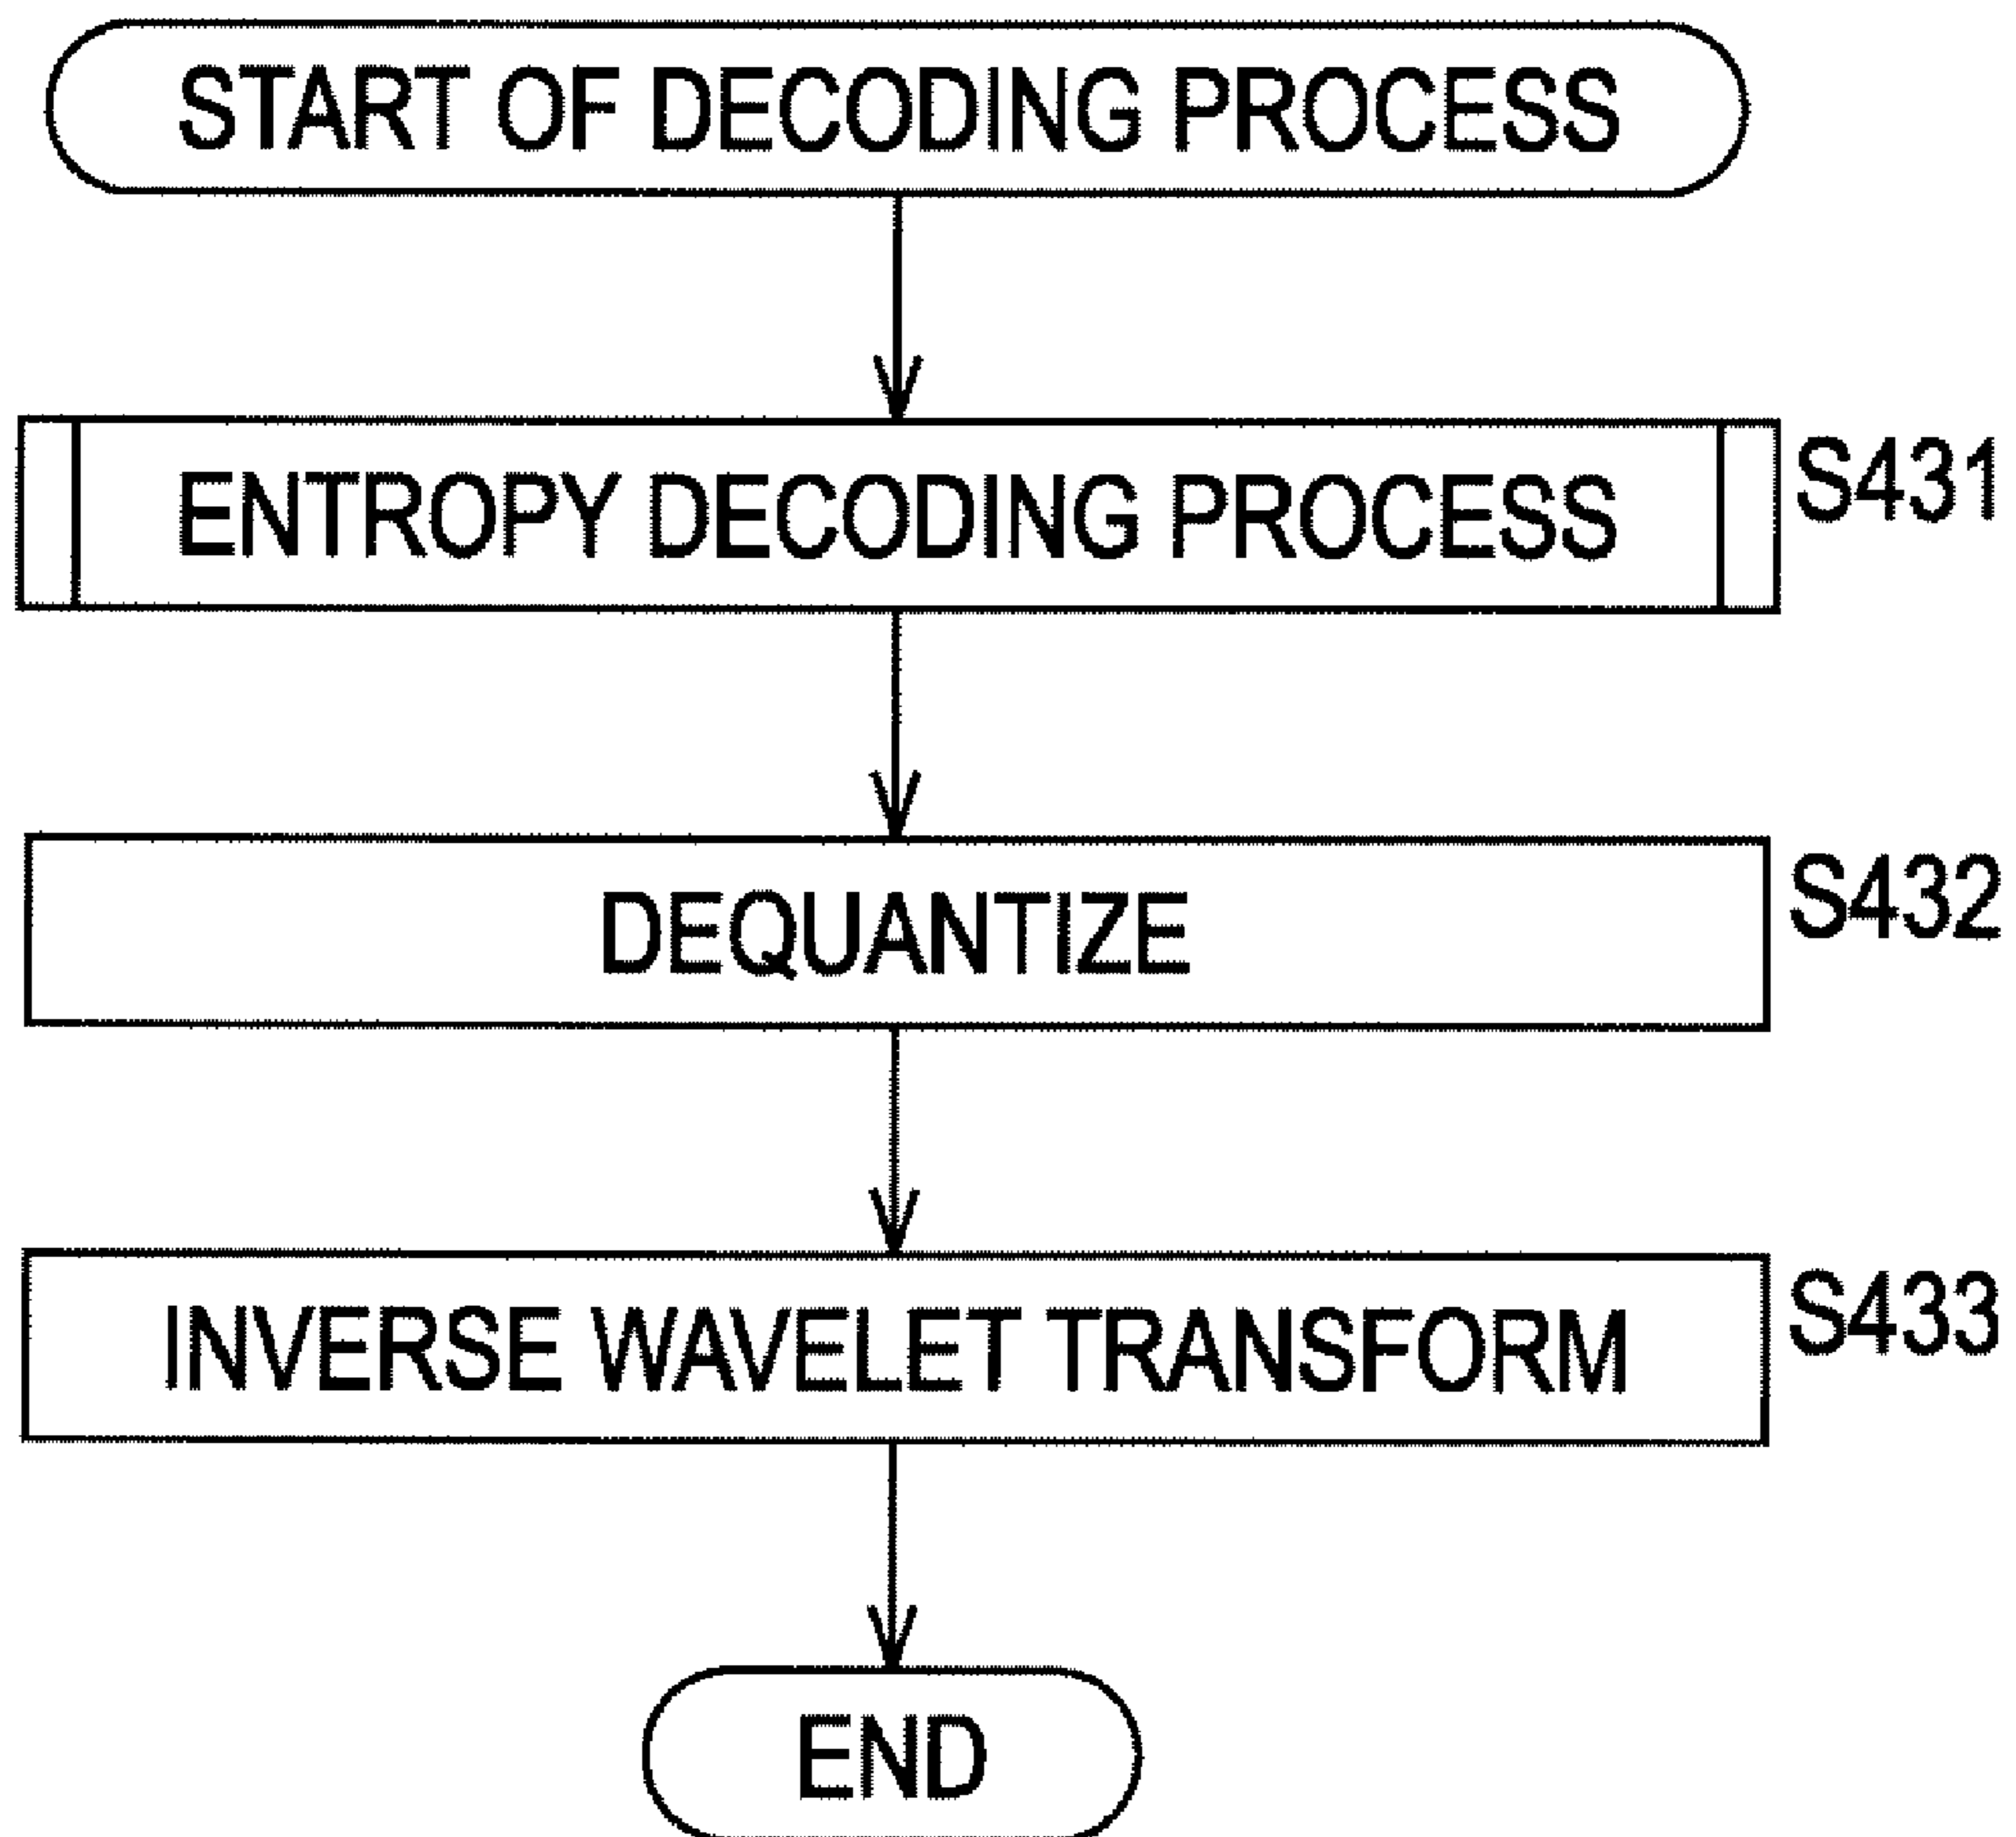 START OF DECODING PROCESS
ENTROPY DECODING PROCESS S431
DEQUANTIZE S432
INVERSE WAVELET TRANSFORM S433
END